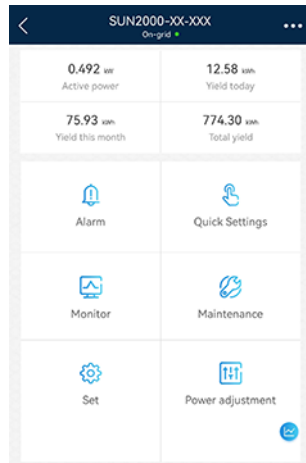 SUN2000-XX-XXX
On-grid
0.492 kW
12.58 kWh
Active power
Yield today
75.93 kWh
774.30 kWh
Yield this month
Total yield
Alarm
Quick Settings
Monitor
Maintenance
Set
Power adjustment